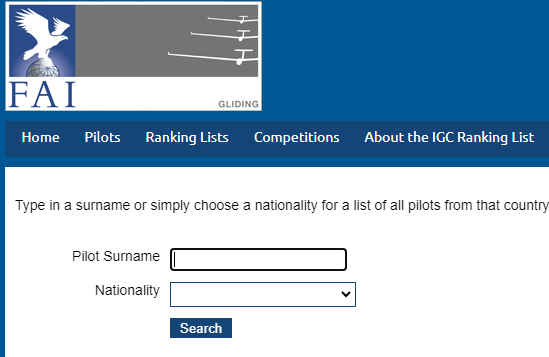 FAI
GLIDING
Home Pilots Ranking Lists Competitions About the IGC Ranking List
Type in a surname or simply choose a nationality for a list of all pilots from that country
Pilot Surname
Nationality
Search